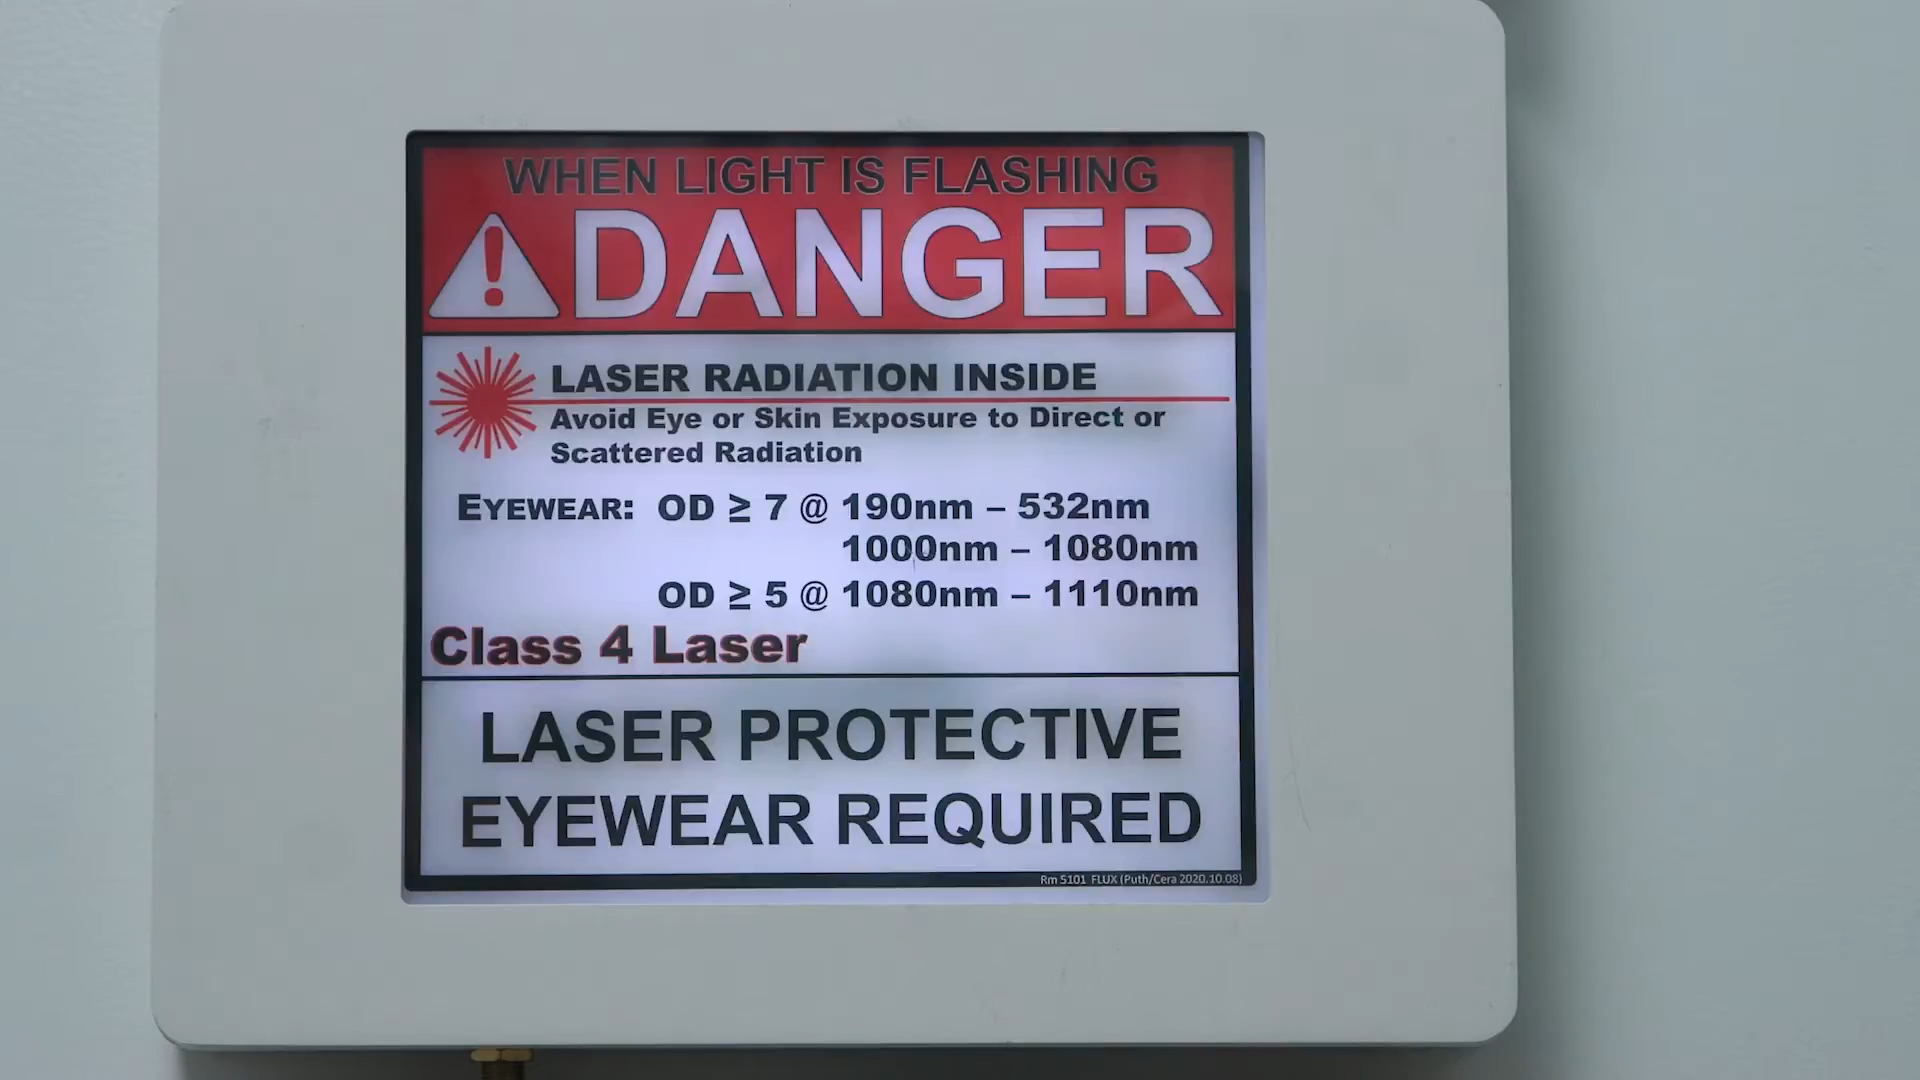 WHEN LIGHT IS FLASHING
DANGER
LASER RADIATION INSIDE
Avoid Eye or Skin Exposure to Direct or
Scattered Radiation
EYEWEAR: OD ≥ 7 @ 190nm – 532nm
1000nm – 1080nm
OD ≥ 5 @ 1080nm – 1110nm
Class 4 Laser
LASER PROTECTIVE
EYEWEAR REQUIRED
Rm 5101 FLUX (Puth/Cera 2020.10.08)